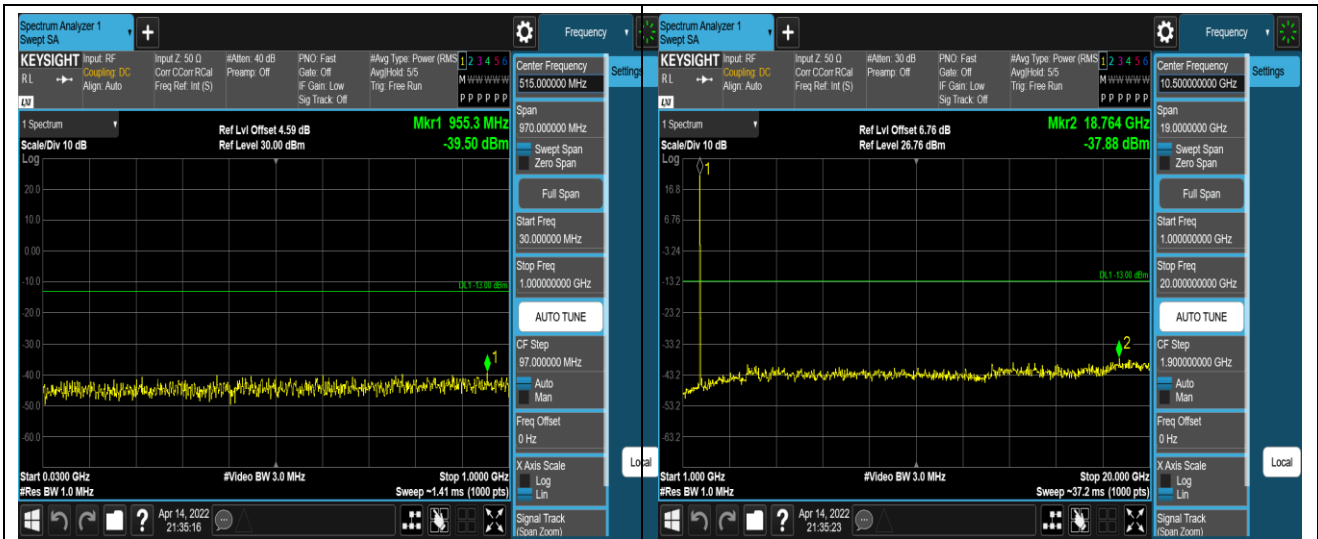 Spectrum Analyzer 1
Swept SA
+
Frequency
KEYSIGHT
RL
LXI
Input: RF
Coupling: DC
Align: Auto
Input Z: 50 Ω
Corr CCorr RCal
Freq Ref: Int (S)
#Atten: 40 dB
Preamp: Off
PNO: Fast
Gate: Off
IF Gain: Low
Sig Track: Off
#Avg Type: Power (RMS
Avg|Hold: 5/5
Trig: Free Run
1 2 3 4 5 6
M W W W W W
P P P P P P
1 Spectrum
Scale/Div 10 dB
Log
Ref Lvl Offset 4.59 dB
Ref Level 30.00 dBm
Mkr1 955.3 MHz
-39.50 dBm
20.0
10.0
0.00
-10.0
DL1 -13.00 dBm
-20.0
-30.0
1
-40.0
-50.0
-60.0
Start 0.0300 GHz
#Res BW 1.0 MHz
#Video BW 3.0 MHz
Stop 1.0000 GHz
Sweep ~1.41 ms (1000 pts)
Center Frequency
515.000000 MHz
Settings
Span
970.000000 MHz
Swept Span
Zero Span
Full Span
Start Freq
30.000000 MHz
Stop Freq
1.000000000 GHz
AUTO TUNE
CF Step
97.000000 MHz
Auto
Man
Freq Offset
0 Hz
X Axis Scale
Log
Lin
Local
Signal Track
(Span Zoom)
?
Apr 14, 2022
21:35:16
Spectrum Analyzer 1
Swept SA
+
Frequency
KEYSIGHT
RL
LXI
Input: RF
Coupling: DC
Align: Auto
Input Z: 50 Ω
Corr CCorr RCal
Freq Ref: Int (S)
#Atten: 30 dB
Preamp: Off
PNO: Fast
Gate: Off
IF Gain: Low
Sig Track: Off
#Avg Type: Power (RMS
Avg|Hold: 5/5
Trig: Free Run
1 2 3 4 5 6
M W W W W W
P P P P P P
1 Spectrum
Scale/Div 10 dB
Log
Ref Lvl Offset 6.76 dB
Ref Level 26.76 dBm
Mkr2 18.764 GHz
-37.88 dBm
1
16.8
6.76
-3.24
-13.2
DL1 -13.00 dBm
-23.2
-33.2
2
-43.2
-53.2
-63.2
Start 1.000 GHz
#Res BW 1.0 MHz
#Video BW 3.0 MHz
Stop 20.000 GHz
Sweep ~37.2 ms (1000 pts)
Center Frequency
10.500000000 GHz
Settings
Span
19.0000000 GHz
Swept Span
Zero Span
Full Span
Start Freq
1.000000000 GHz
Stop Freq
20.000000000 GHz
AUTO TUNE
CF Step
1.900000000 GHz
Auto
Man
Freq Offset
0 Hz
X Axis Scale
Log
Lin
Local
Signal Track
(Span Zoom)
?
Apr 14, 2022
21:35:23